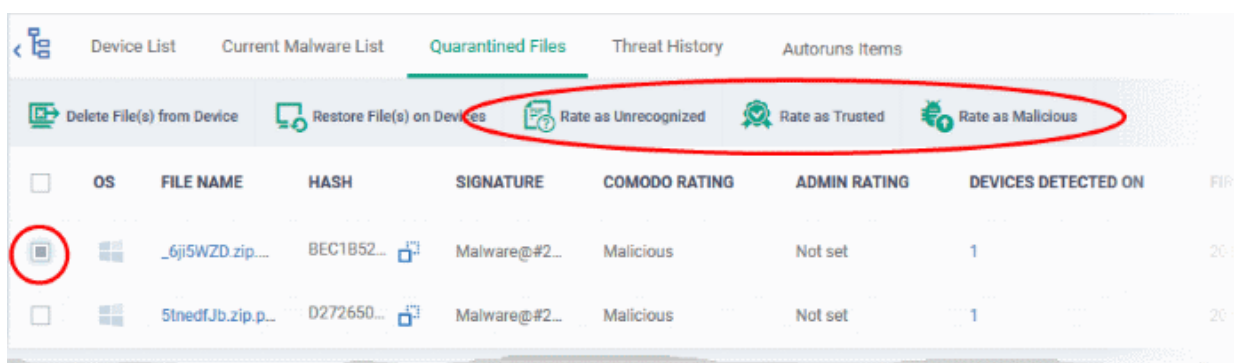 Device List Current Malware List Quarantined Files Threat History Autoruns Items
Delete File(s) from Device Restore File(s) on Devices Rate as Unrecognized Rate as Trusted Rate as Malicious
OS FILE NAME HASH SIGNATURE COMODO RATING ADMIN RATING DEVICES DETECTED ON FIR
_6ji5WZD.zip.... BEC1B52... Malware@#2... Malicious Not set 1 20
5tnedfJb.zip.p... D272650... Malware@#2... Malicious Not set 1 20